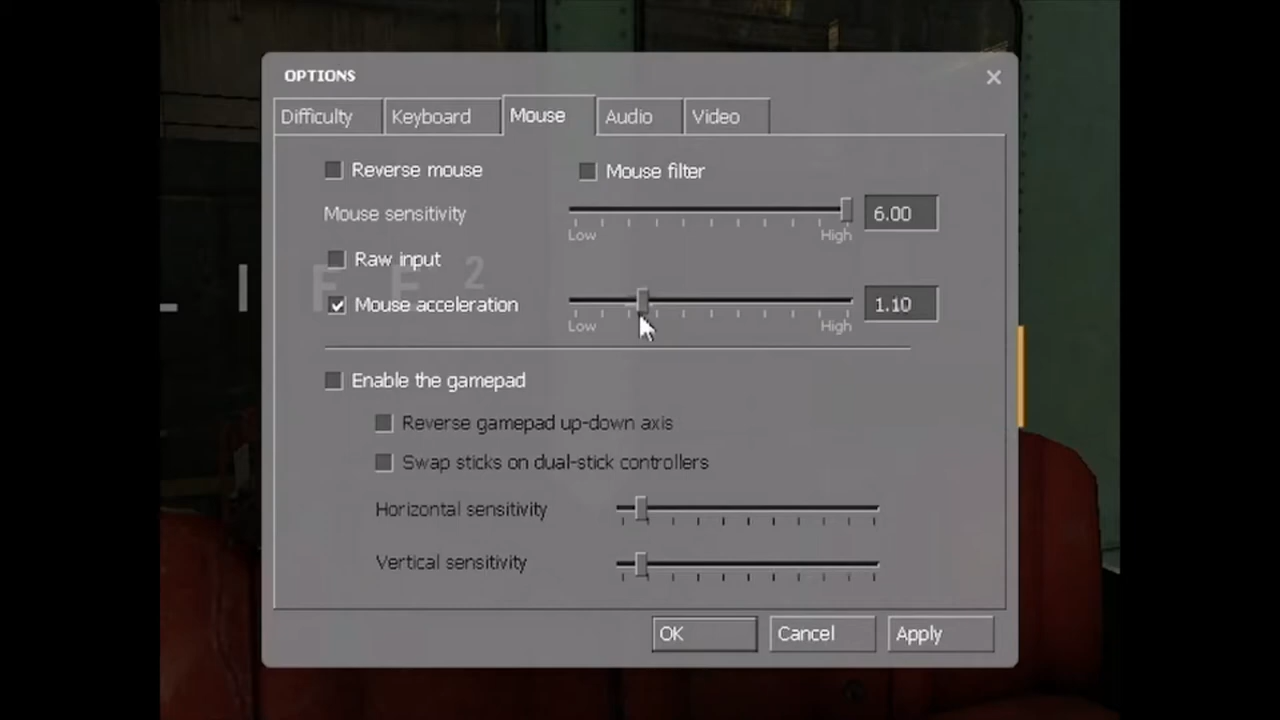 OPTIONS
Difficulty Keyboard Mouse Audio Video
Reverse mouse Mouse filter
Mouse sensitivity 6.00
Low High
Raw input
L I F E 2
Mouse acceleration 1.10
Low High
Enable the gamepad
Reverse gamepad up-down axis
Swap sticks on dual-stick controllers
Horizontal sensitivity
Vertical sensitivity
OK Cancel Apply